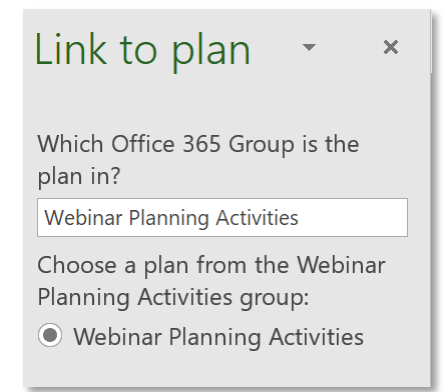 Link to plan
Which Office 365 Group is the
plan in?
Webinar Planning Activities
Choose a plan from the Webinar
Planning Activities group:
Webinar Planning Activities